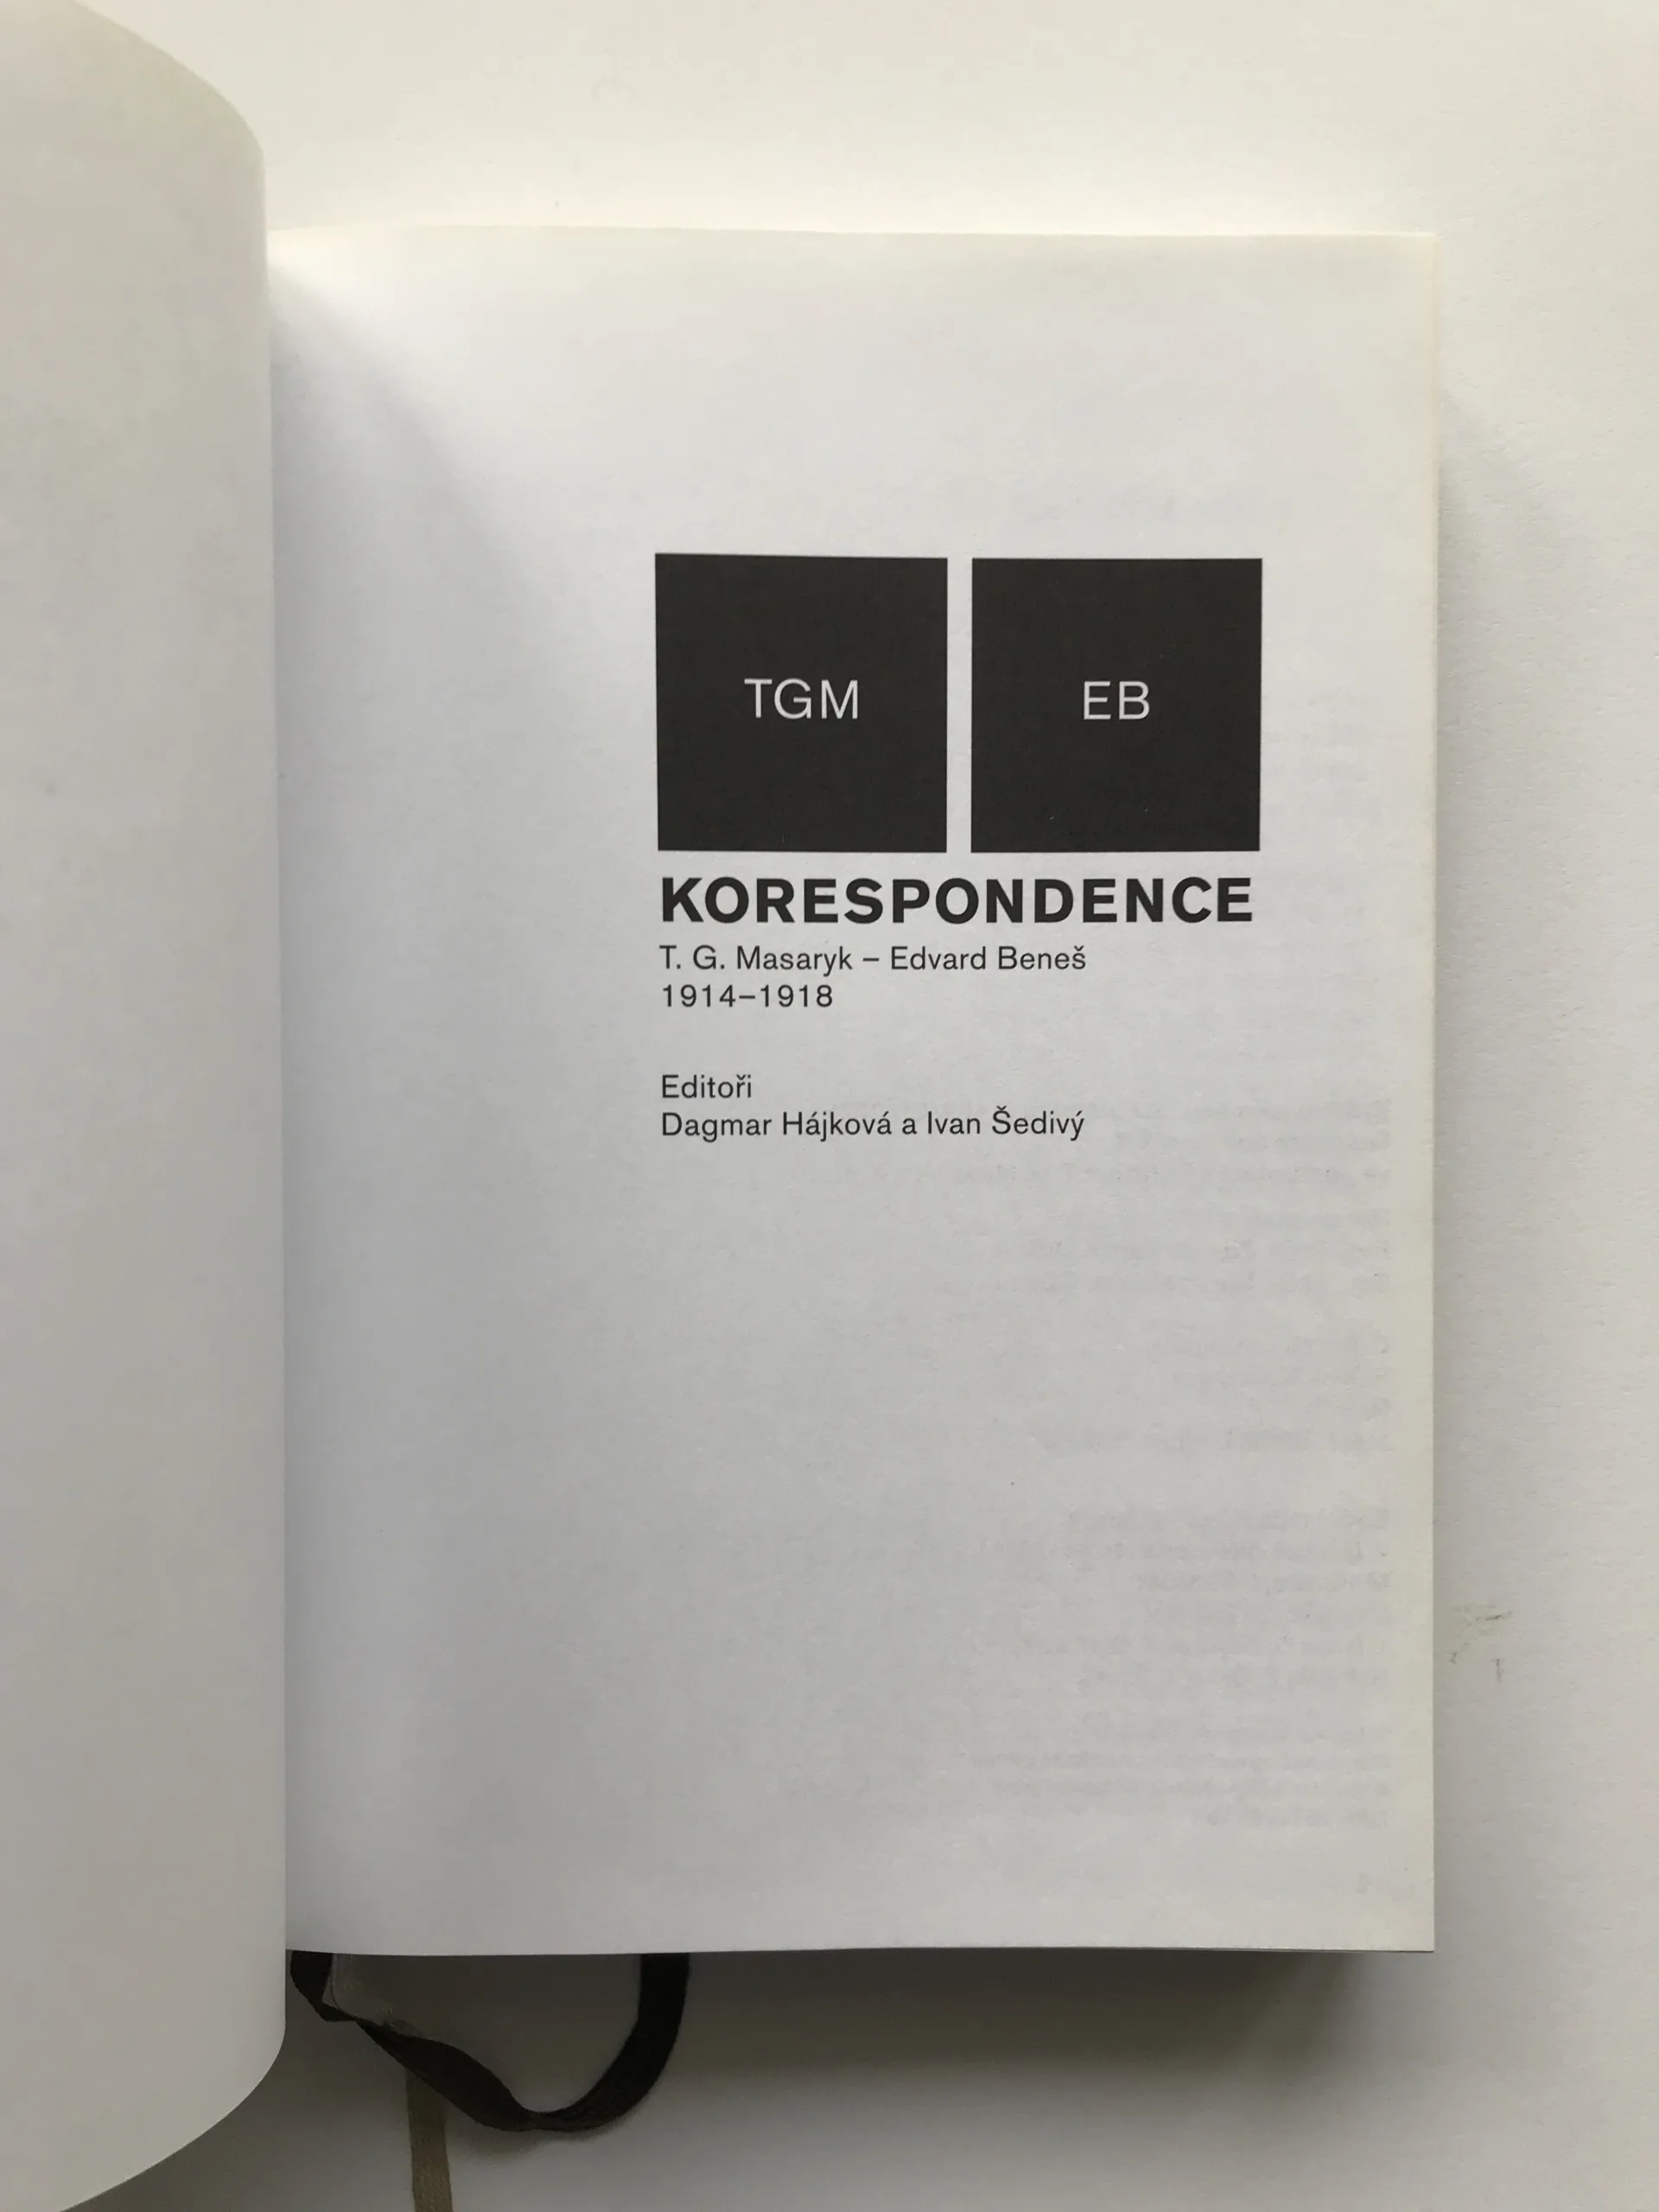 TGM
EB
KORESPONDENCE
T. G. Masaryk – Edvard Beneš
1914–1918
Editoři
Dagmar Hájková a Ivan Šedivý